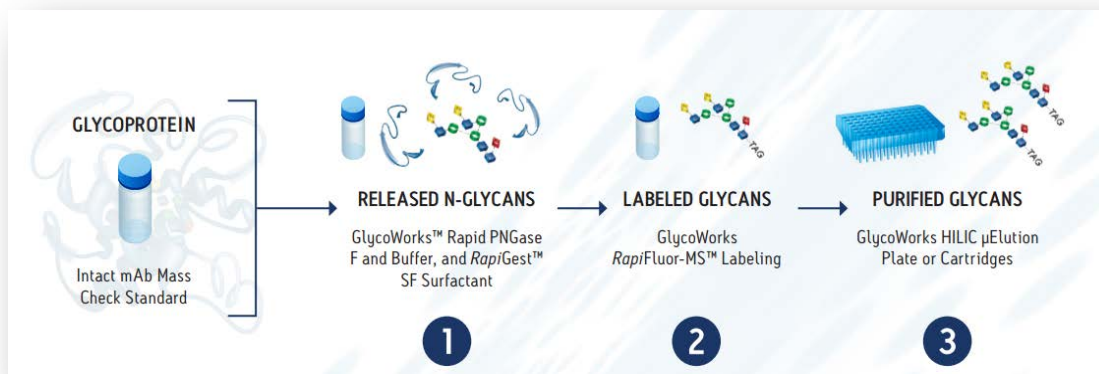 GLYCOPROTEIN
Intact mAb Mass
Check Standard
RELEASED N-GLYCANS
GlycoWorks™ Rapid PNGase
F and Buffer, and RapiGest™
SF Surfactant
1
TAG
LABELED GLYCANS
GlycoWorks
RapiFluor-MS™ Labeling
2
TAG
TAG
PURIFIED GLYCANS
GlycoWorks HILIC µElution
Plate or Cartridges
3